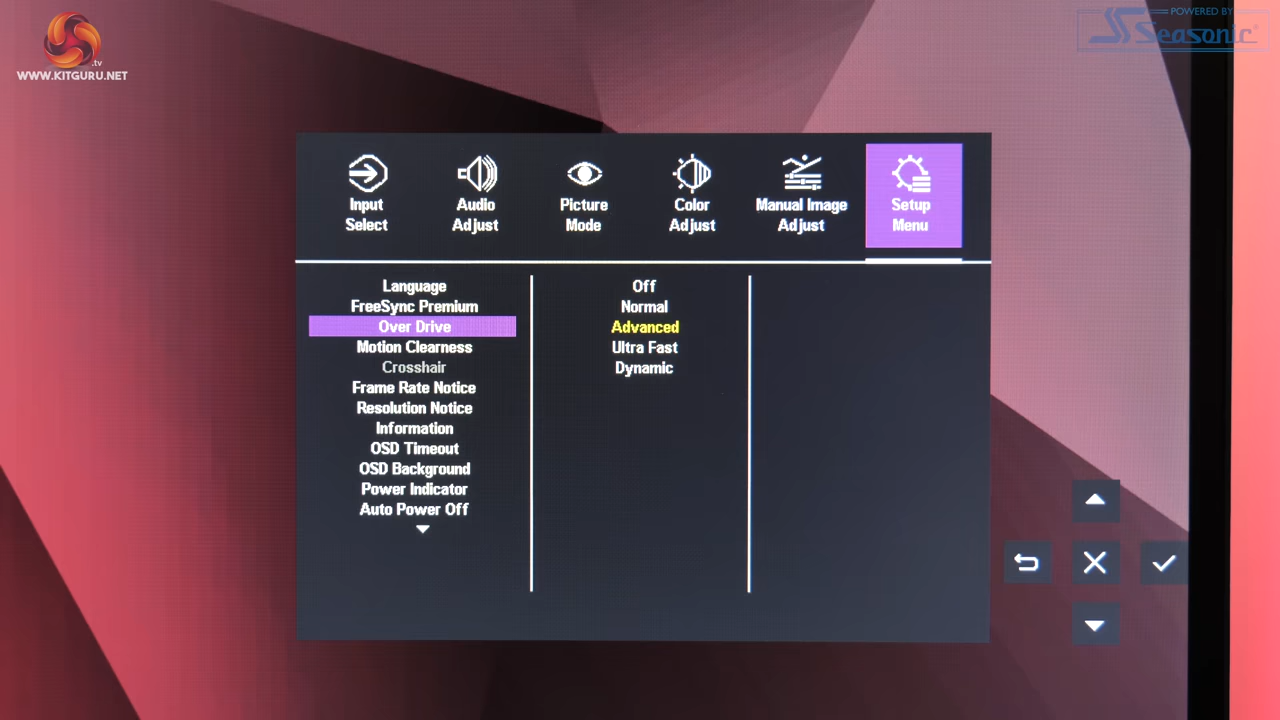 .tv
WWW.KITGURU.NET
POWERED BY
Seasonic
Input
Select
Audio
Adjust
Picture
Mode
Color
Adjust
Manual Image
Adjust
Setup
Menu
Language
FreeSync Premium
Over Drive
Motion Clearness
Crosshair
Frame Rate Notice
Resolution Notice
Information
OSD Timeout
OSD Background
Power Indicator
Auto Power Off
Off
Normal
Advanced
Ultra Fast
Dynamic